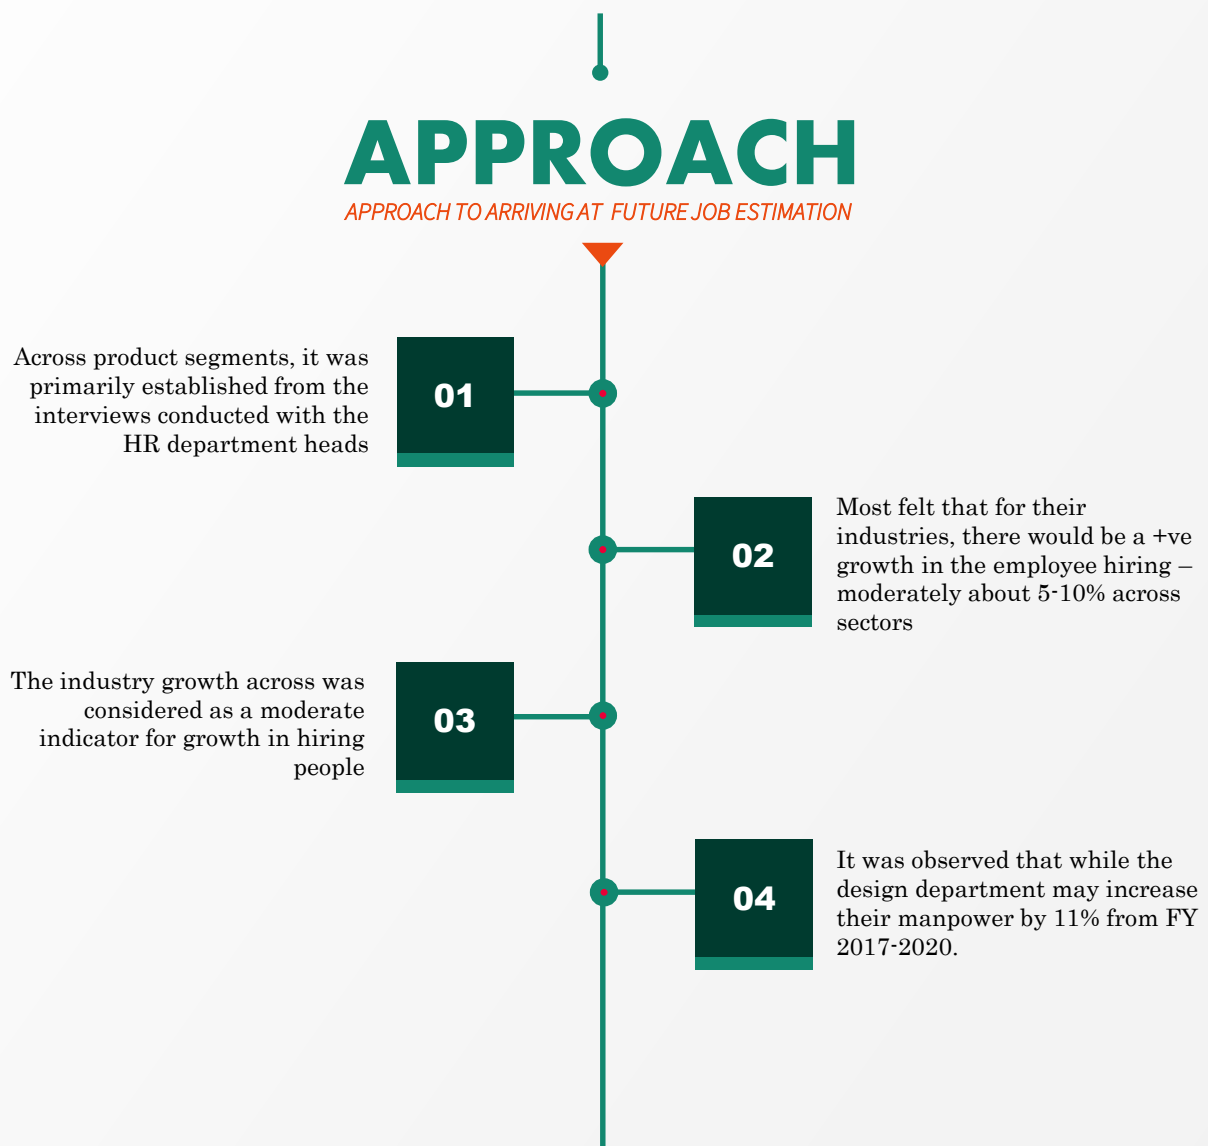 APPROACH
APPROACH TO ARRIVING AT FUTURE JOB ESTIMATION
Across product segments, it was
primarily established from the
interviews conducted with the
HR department heads
01
02
Most felt that for their
industries, there would be a +ve
growth in the employee hiring –
moderately about 5-10% across
sectors
The industry growth across was
considered as a moderate
indicator for growth in hiring
people
03
04
It was observed that while the
design department may increase
their manpower by 11% from FY
2017-2020.